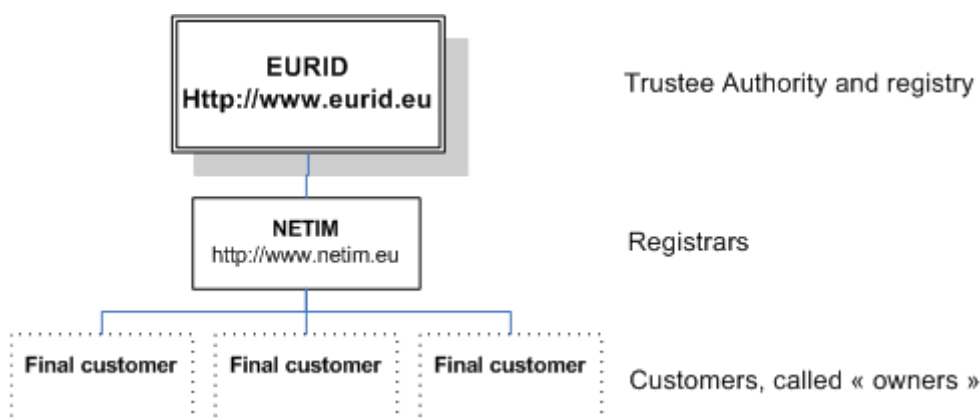 EURID
Http://www.eurid.eu
Trustee Authority and registry
NETIM
http://www.netim.eu
Registrars
Final customer
Final customer
Final customer
Customers, called « owners »